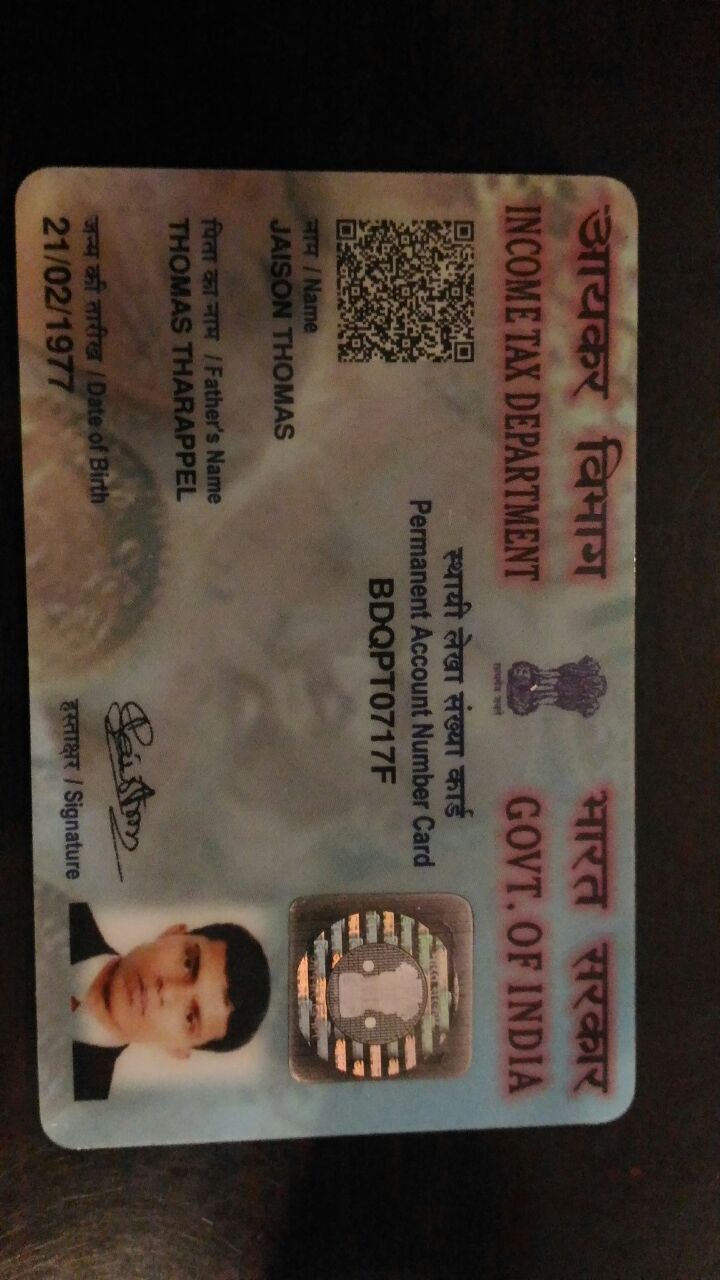 आयकर विभाग
INCOME TAX DEPARTMENT
भारत सरकार
GOVT. OF INDIA
स्थायी लेखा संख्या कार्ड
Permanent Account Number Card
BDQPT0717F
नाम / Name
JAISON THOMAS
पिता का नाम / Father's Name
THOMAS THARAPPEL
जन्म की तारीख / Date of Birth
21/02/1977
हस्ताक्षर / Signature